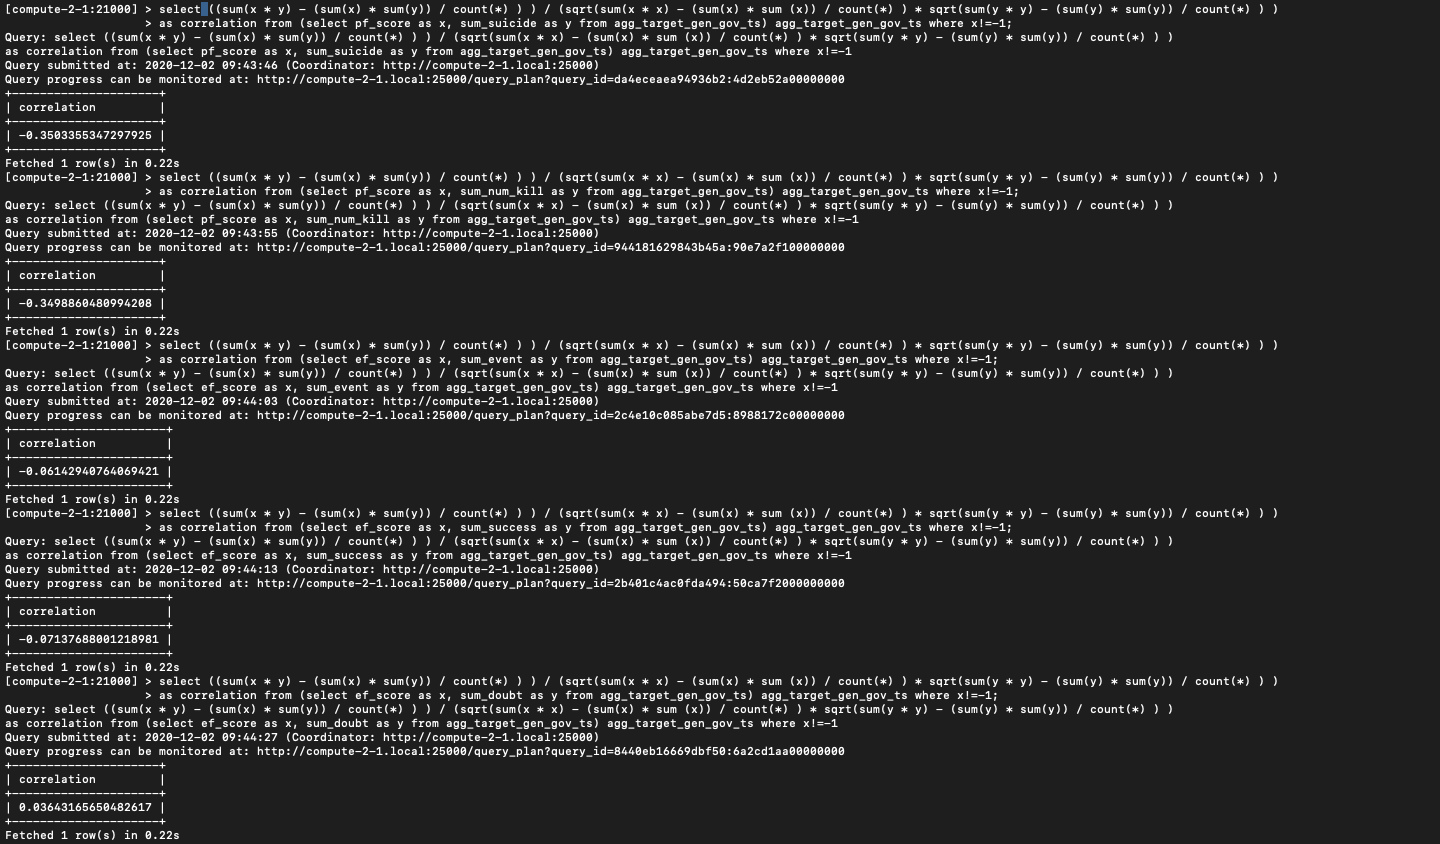 [compute-2-1:21000] > select ((sum(x * y) - (sum(x) * sum(y)) / count(*) ) ) / (sqrt(sum(x * x) - (sum(x) * sum (x)) / count(*) ) * sqrt(sum(y * y) - (sum(y) * sum(y)) / count(*) ) )
> as correlation from (select pf_score as x, sum_suicide as y from agg_target_gen_gov_ts) agg_target_gen_gov_ts where x!=-1;
Query: select ((sum(x * y) - (sum(x) * sum(y)) / count(*) ) ) / (sqrt(sum(x * x) - (sum(x) * sum (x)) / count(*) ) * sqrt(sum(y * y) - (sum(y) * sum(y)) / count(*) ) )
as correlation from (select pf_score as x, sum_suicide as y from agg_target_gen_gov_ts) agg_target_gen_gov_ts where x!=-1
Query submitted at: 2020-12-02 09:43:46 (Coordinator: http://compute-2-1.local:25000)
Query progress can be monitored at: http://compute-2-1.local:25000/query_plan?query_id=da4eceaea94936b2:4d2eb52a00000000
+---------------------+
| correlation         |
+---------------------+
| -0.3503355347297925 |
+---------------------+
Fetched 1 row(s) in 0.22s
[compute-2-1:21000] > select ((sum(x * y) - (sum(x) * sum(y)) / count(*) ) ) / (sqrt(sum(x * x) - (sum(x) * sum (x)) / count(*) ) * sqrt(sum(y * y) - (sum(y) * sum(y)) / count(*) ) )
> as correlation from (select pf_score as x, sum_num_kill as y from agg_target_gen_gov_ts) agg_target_gen_gov_ts where x!=-1;
Query: select ((sum(x * y) - (sum(x) * sum(y)) / count(*) ) ) / (sqrt(sum(x * x) - (sum(x) * sum (x)) / count(*) ) * sqrt(sum(y * y) - (sum(y) * sum(y)) / count(*) ) )
as correlation from (select pf_score as x, sum_num_kill as y from agg_target_gen_gov_ts) agg_target_gen_gov_ts where x!=-1
Query submitted at: 2020-12-02 09:43:55 (Coordinator: http://compute-2-1.local:25000)
Query progress can be monitored at: http://compute-2-1.local:25000/query_plan?query_id=944181629843b45a:90e7a2f100000000
+---------------------+
| correlation         |
+---------------------+
| -0.3498860480994208 |
+---------------------+
Fetched 1 row(s) in 0.22s
[compute-2-1:21000] > select ((sum(x * y) - (sum(x) * sum(y)) / count(*) ) ) / (sqrt(sum(x * x) - (sum(x) * sum (x)) / count(*) ) * sqrt(sum(y * y) - (sum(y) * sum(y)) / count(*) ) )
> as correlation from (select ef_score as x, sum_event as y from agg_target_gen_gov_ts) agg_target_gen_gov_ts where x!=-1;
Query: select ((sum(x * y) - (sum(x) * sum(y)) / count(*) ) ) / (sqrt(sum(x * x) - (sum(x) * sum (x)) / count(*) ) * sqrt(sum(y * y) - (sum(y) * sum(y)) / count(*) ) )
as correlation from (select ef_score as x, sum_event as y from agg_target_gen_gov_ts) agg_target_gen_gov_ts where x!=-1
Query submitted at: 2020-12-02 09:44:03 (Coordinator: http://compute-2-1.local:25000)
Query progress can be monitored at: http://compute-2-1.local:25000/query_plan?query_id=2c4e10c085abe7d5:8988172c00000000
+----------------------+
| correlation          |
+----------------------+
| -0.06142940764069421 |
+----------------------+
Fetched 1 row(s) in 0.22s
[compute-2-1:21000] > select ((sum(x * y) - (sum(x) * sum(y)) / count(*) ) ) / (sqrt(sum(x * x) - (sum(x) * sum (x)) / count(*) ) * sqrt(sum(y * y) - (sum(y) * sum(y)) / count(*) ) )
> as correlation from (select ef_score as x, sum_success as y from agg_target_gen_gov_ts) agg_target_gen_gov_ts where x!=-1;
Query: select ((sum(x * y) - (sum(x) * sum(y)) / count(*) ) ) / (sqrt(sum(x * x) - (sum(x) * sum (x)) / count(*) ) * sqrt(sum(y * y) - (sum(y) * sum(y)) / count(*) ) )
as correlation from (select ef_score as x, sum_success as y from agg_target_gen_gov_ts) agg_target_gen_gov_ts where x!=-1
Query submitted at: 2020-12-02 09:44:13 (Coordinator: http://compute-2-1.local:25000)
Query progress can be monitored at: http://compute-2-1.local:25000/query_plan?query_id=2b401c4ac0fda494:50ca7f2000000000
+----------------------+
| correlation          |
+----------------------+
| -0.07137688001218981 |
+----------------------+
Fetched 1 row(s) in 0.22s
[compute-2-1:21000] > select ((sum(x * y) - (sum(x) * sum(y)) / count(*) ) ) / (sqrt(sum(x * x) - (sum(x) * sum (x)) / count(*) ) * sqrt(sum(y * y) - (sum(y) * sum(y)) / count(*) ) )
> as correlation from (select ef_score as x, sum_doubt as y from agg_target_gen_gov_ts) agg_target_gen_gov_ts where x!=-1;
Query: select ((sum(x * y) - (sum(x) * sum(y)) / count(*) ) ) / (sqrt(sum(x * x) - (sum(x) * sum (x)) / count(*) ) * sqrt(sum(y * y) - (sum(y) * sum(y)) / count(*) ) )
as correlation from (select ef_score as x, sum_doubt as y from agg_target_gen_gov_ts) agg_target_gen_gov_ts where x!=-1
Query submitted at: 2020-12-02 09:44:27 (Coordinator: http://compute-2-1.local:25000)
Query progress can be monitored at: http://compute-2-1.local:25000/query_plan?query_id=8440eb16669dbf50:6a2cd1aa00000000
+---------------------+
| correlation         |
+---------------------+
| 0.03643165650482617 |
+---------------------+
Fetched 1 row(s) in 0.22s